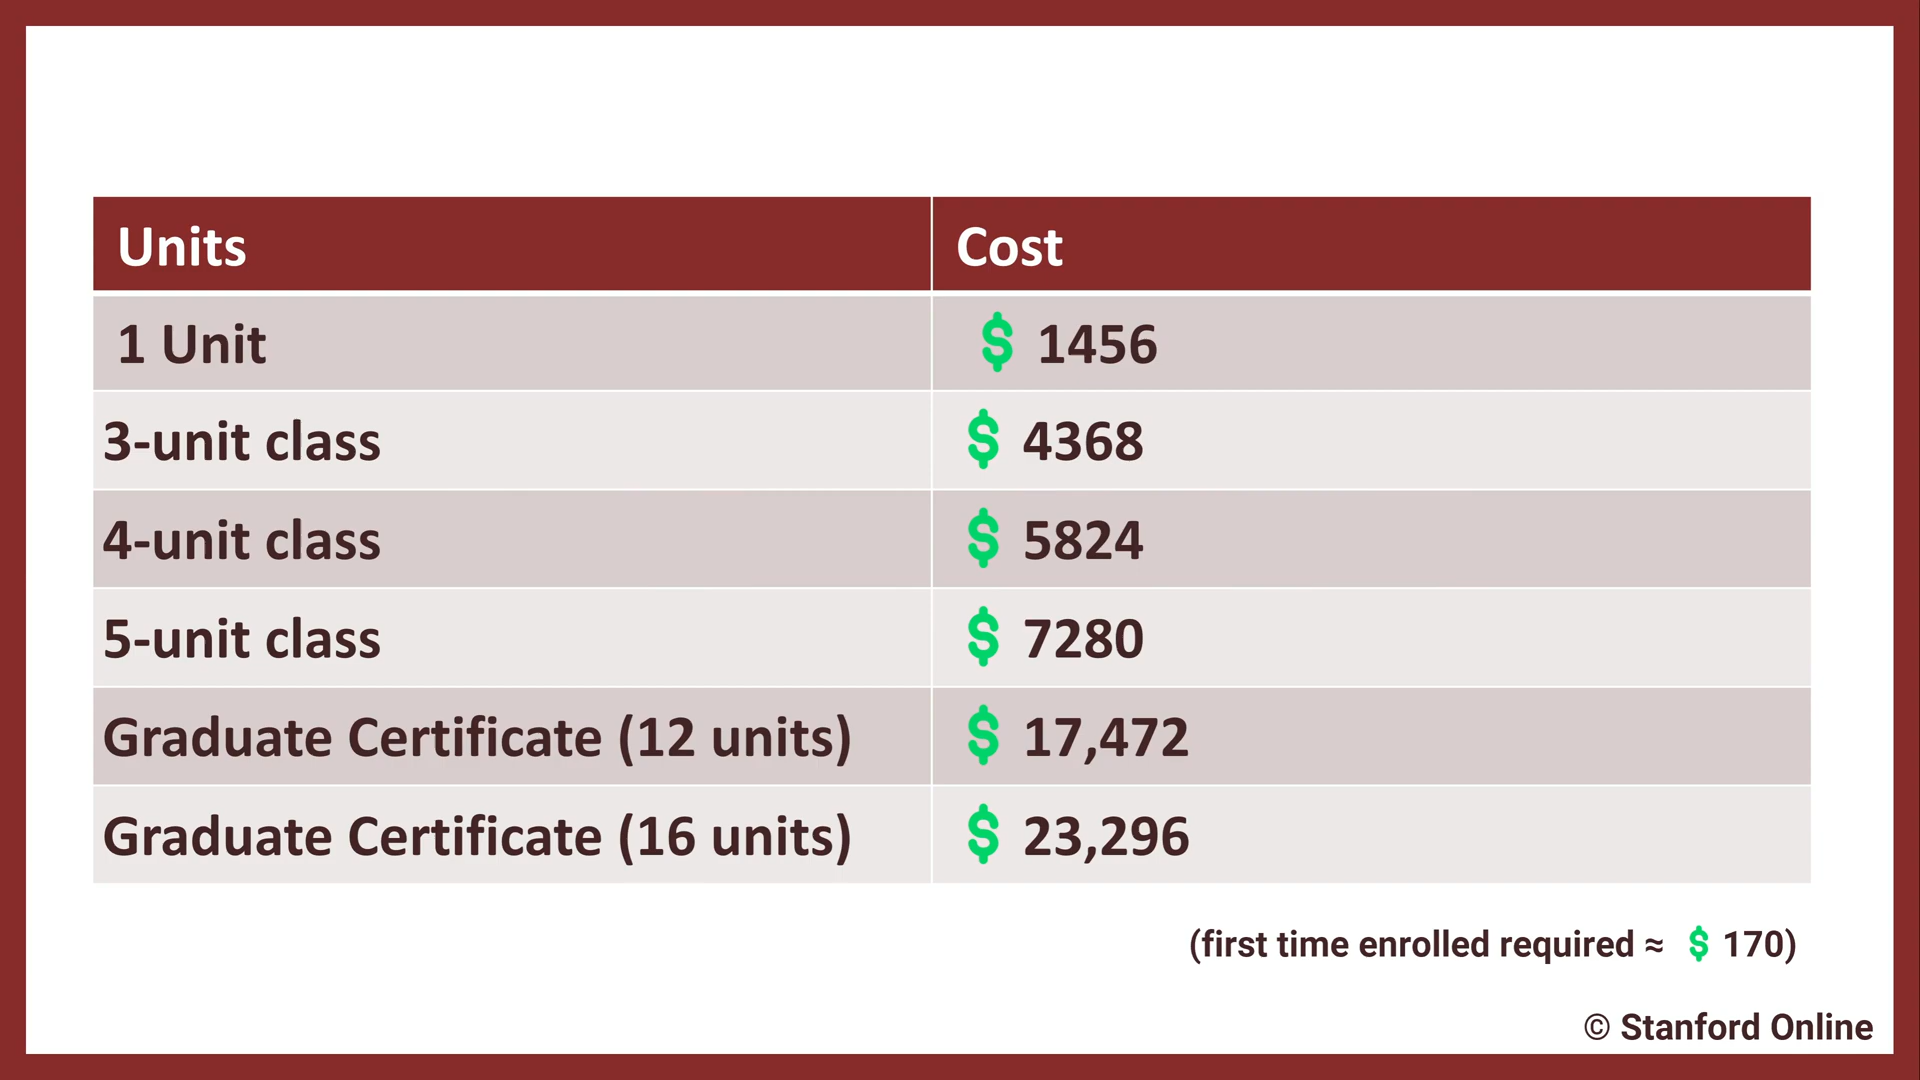 Units Cost
1 Unit $ 1456
3-unit class $ 4368
4-unit class $ 5824
5-unit class $ 7280
Graduate Certificate (12 units) $ 17,472
Graduate Certificate (16 units) $ 23,296
(first time enrolled required ≈ $ 170)
© Stanford Online